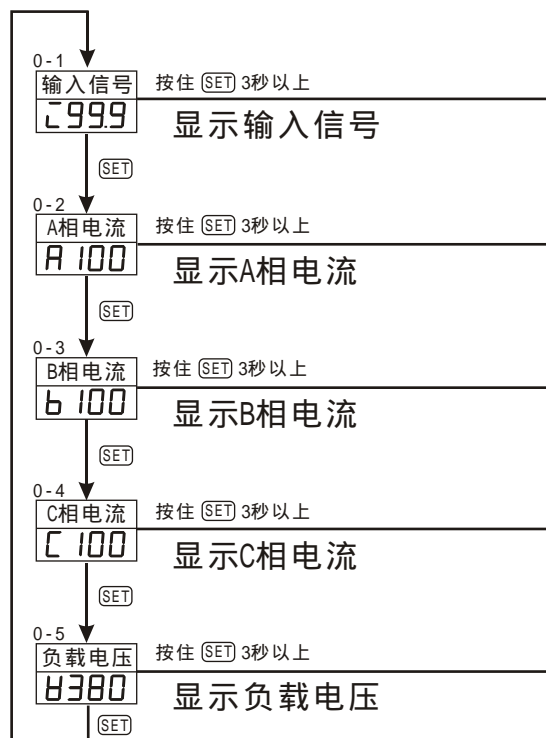 0-1
输入信号 按住 SET 3秒以上
c99.9 显示输入信号
SET
0-2
A相电流 按住 SET 3秒以上
A 100 显示A相电流
SET
0-3
B相电流 按住 SET 3秒以上
b 100 显示B相电流
SET
0-4
C相电流 按住 SET 3秒以上
C 100 显示C相电流
SET
0-5
负载电压 按住 SET 3秒以上
380 显示负载电压
SET